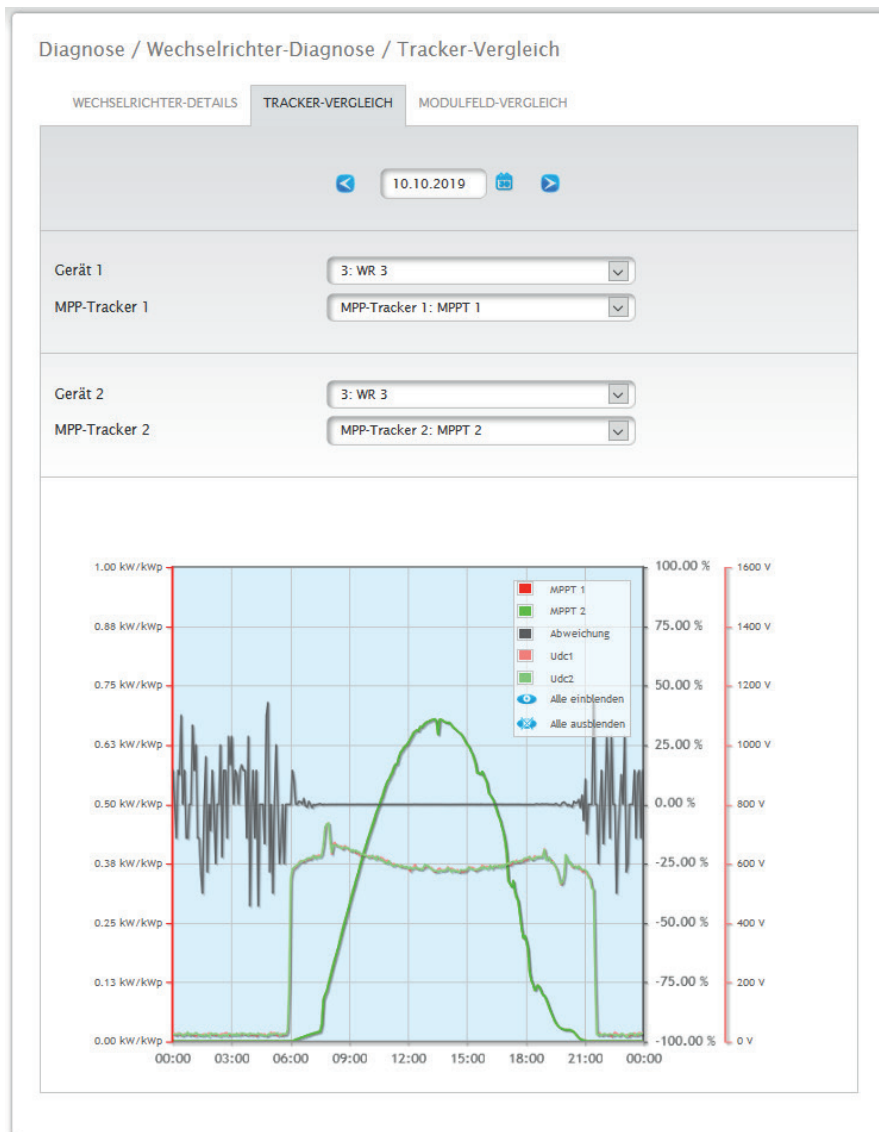 Diagnose / Wechselrichter-Diagnose / Tracker-Vergleich
WECHSELRICHTER-DETAILS TRACKER-VERGLEICH MODULFELD-VERGLEICH
10.10.2019 30
Gerät 1 3: WR 3
MPP-Tracker 1 MPP-Tracker 1: MPPT 1
Gerät 2 3: WR 3
MPP-Tracker 2 MPP-Tracker 2: MPPT 2
1.00 kW/kWp 100.00 % 1600 V
MPPT 1
MPPT 2
0.88 kW/kWp 75.00 % 1400 V
Abweichung
Udc1
Udc2
0.75 kW/kWp 50.00 % 1200 V
Alle einblenden
Alle ausblenden
0.63 kW/kWp 25.00 % 1000 V
0.50 kW/kWp 0.00 % 800 V
0.38 kW/kWp -25.00 % 600 V
0.25 kW/kWp -50.00 % 400 V
0.13 kW/kWp -75.00 % 200 V
0.00 kW/kWp -100.00 % 0 V
00:00 03:00 06:00 09:00 12:00 15:00 18:00 21:00 00:00